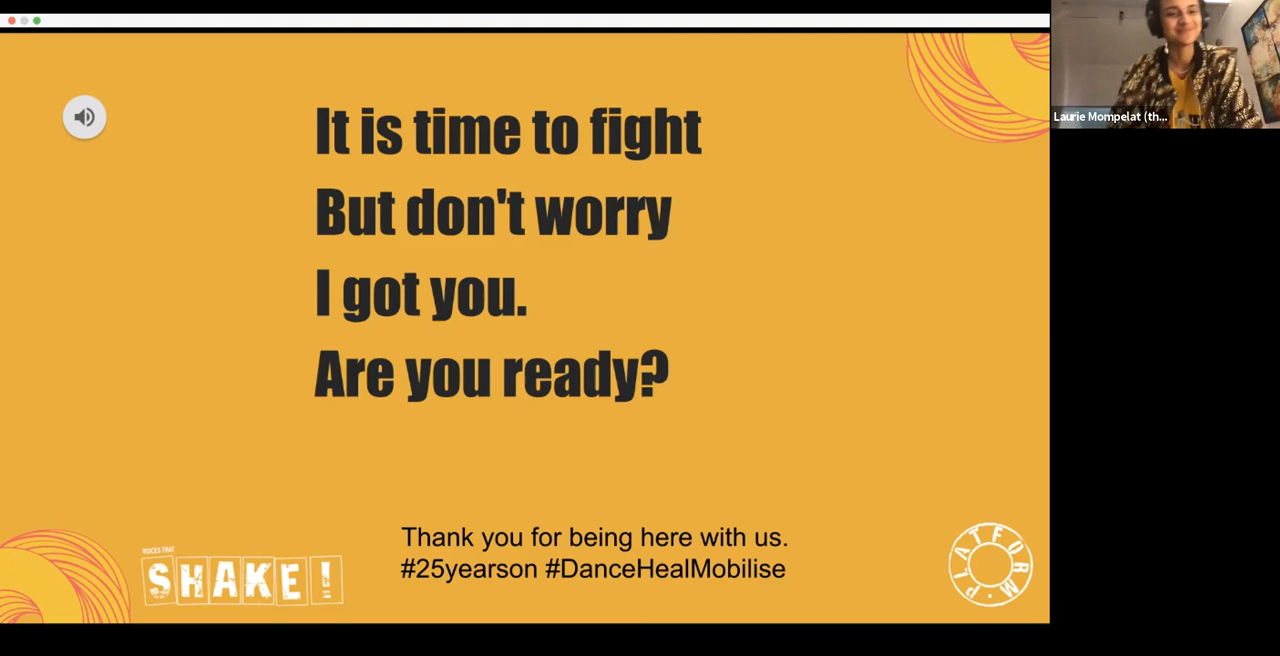 It is time to fight
But don't worry
I got you.
Are you ready?
Thank you for being here with us.
#25yearson #DanceHealMobilise
VOICES THAT
SHAKE!
PLATFORM
Laurie Mompelat (th...